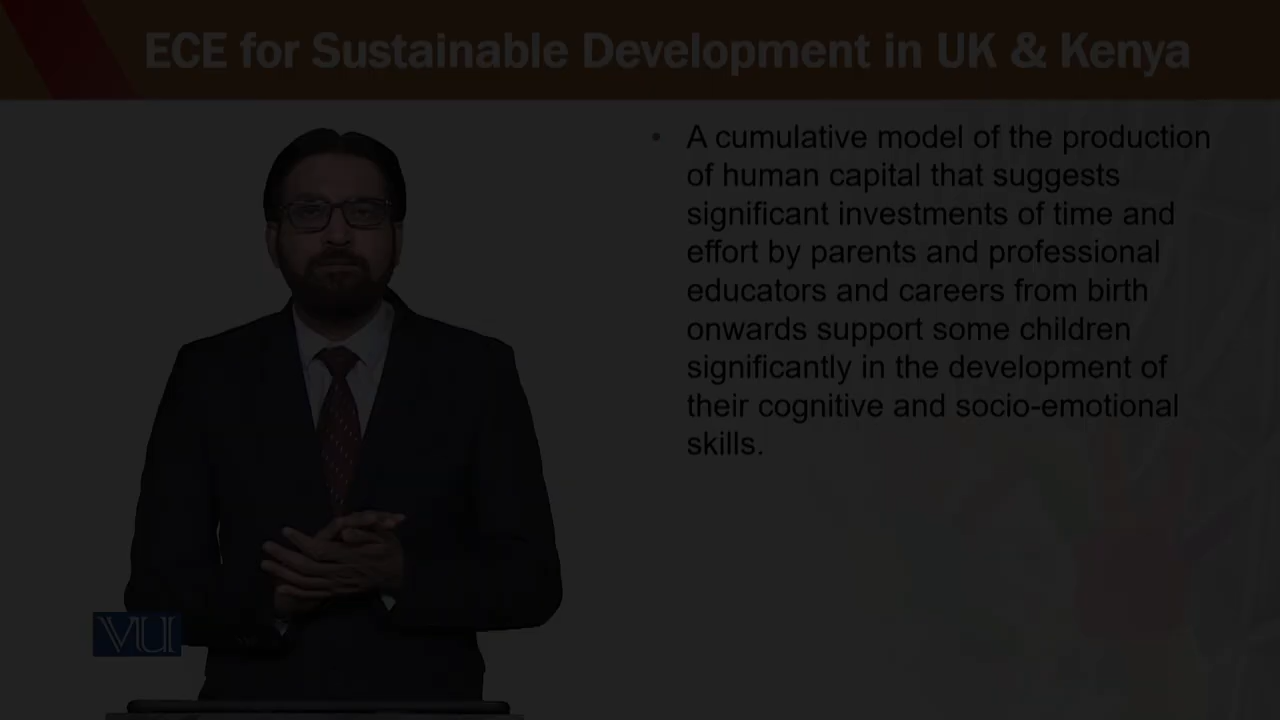 ECE for Sustainable Development in UK & Kenya
• A cumulative model of the production
of human capital that suggests
significant investments of time and
effort by parents and professional
educators and careers from birth
onwards support some children
significantly in the development of
their cognitive and socio-emotional
skills.
VU